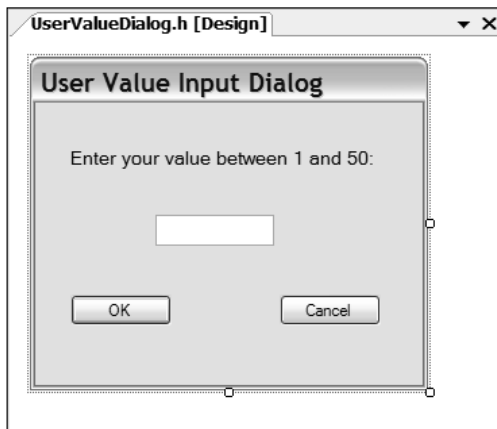 UserValueDialog.h [Design]
User Value Input Dialog
Enter your value between 1 and 50:
OK Cancel